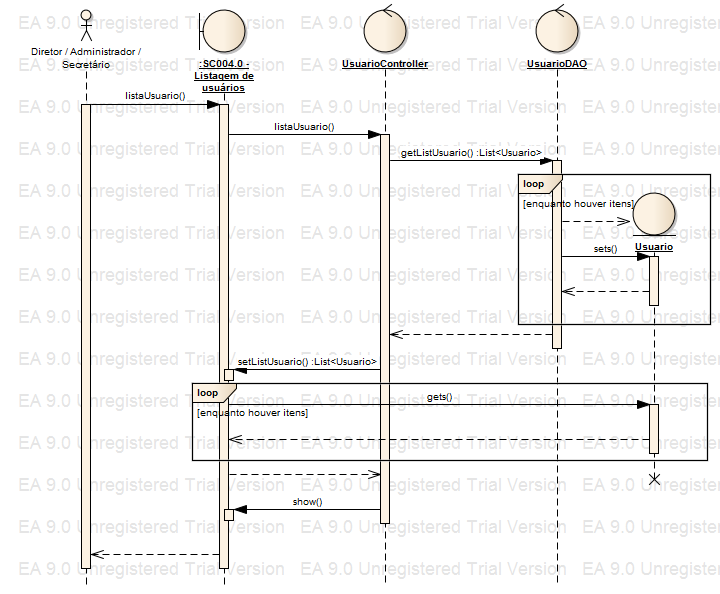 Diretor / Administrador /
Secretário
:SC004.0 -
Listagem de
usuários
UsuarioController
UsuarioDAO
listaUsuario()
listaUsuario()
getListUsuario() :List<Usuario>
loop
[enquanto houver itens]
Usuario
sets()
setListUsuario() :List<Usuario>
loop
gets()
[enquanto houver itens]
show()
EA 9.0 Unregistered Trial Version